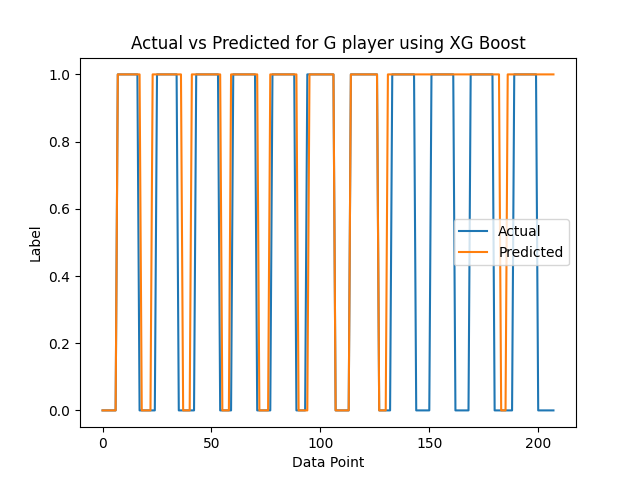 Actual vs Predicted for G player using XG Boost
1.0
0.8
0.6
0.4
0.2
0.0
Label
Actual
Predicted
0 50 100 150 200
Data Point